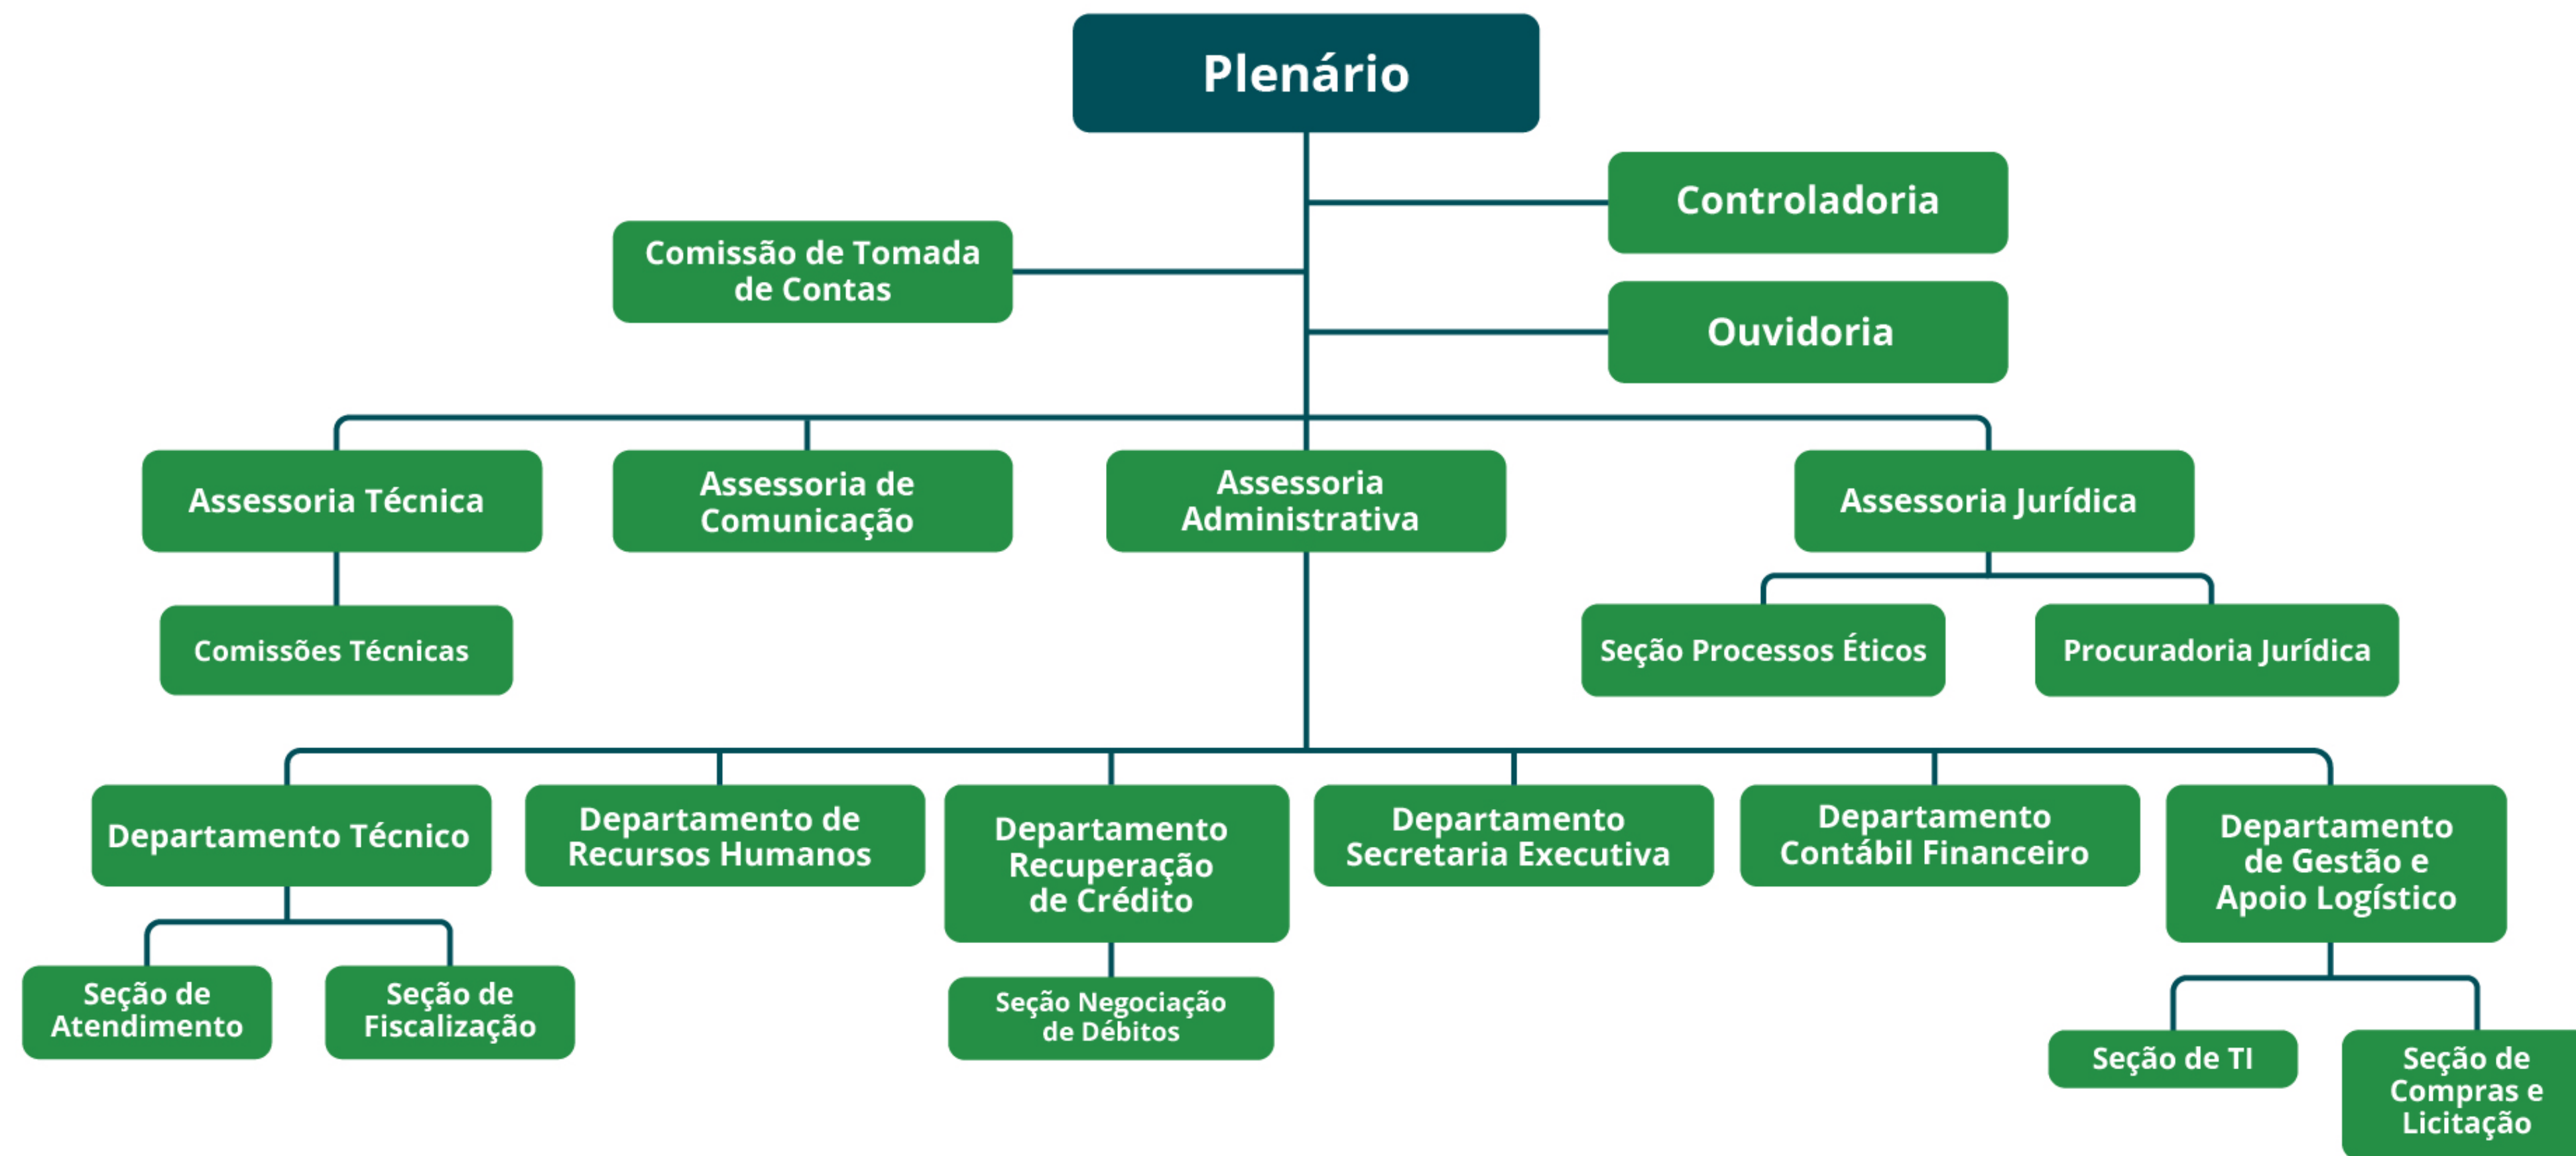 Plenário
Controladoria
Comissão de Tomada
de Contas
Ouvidoria
Assessoria Técnica
Assessoria de
Comunicação
Assessoria
Administrativa
Assessoria Jurídica
Comissões Técnicas
Seção Processos Éticos
Procuradoria Jurídica
Departamento Técnico
Departamento de
Recursos Humanos
Departamento
Recuperação
de Crédito
Departamento
Secretaria Executiva
Departamento
Contábil Financeiro
Departamento
de Gestão e
Apoio Logístico
Seção de
Atendimento
Seção de
Fiscalização
Seção Negociação
de Débitos
Seção de TI
Seção de
Compras e
Licitação